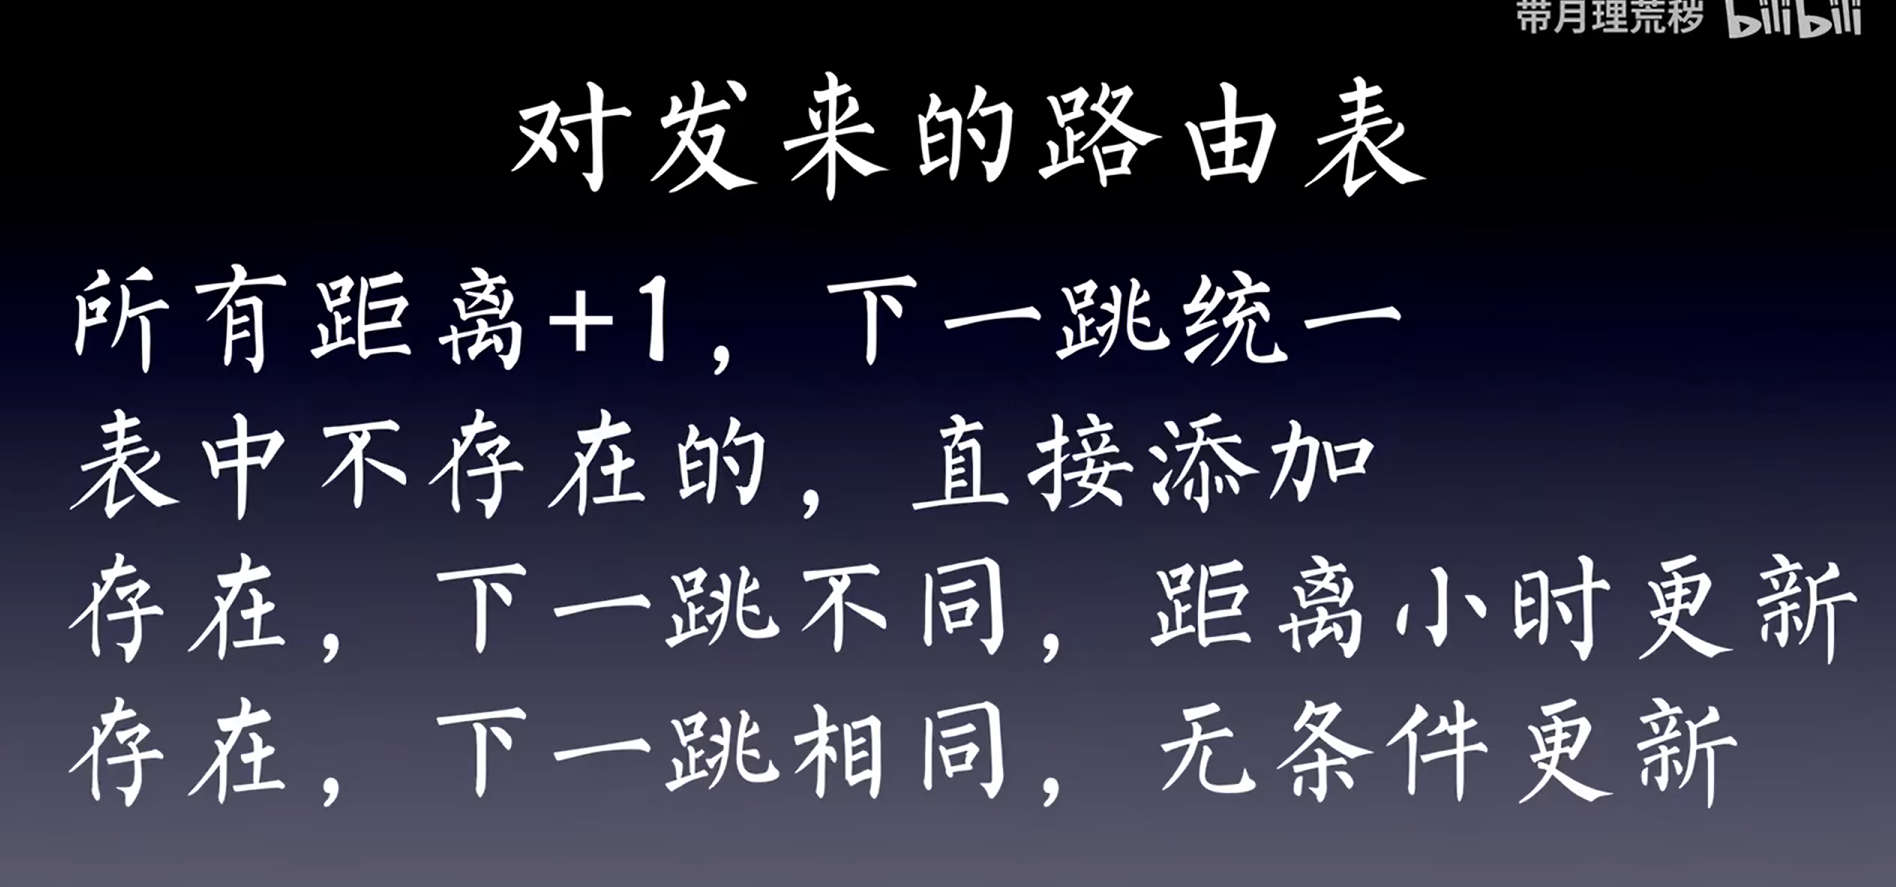 带月理荒秽 bilibili
对发来的路由表
所有距离+1，下一跳统一
表中不存在的，直接添加
存在，下一跳不同，距离小时更新
存在，下一跳相同，无条件更新